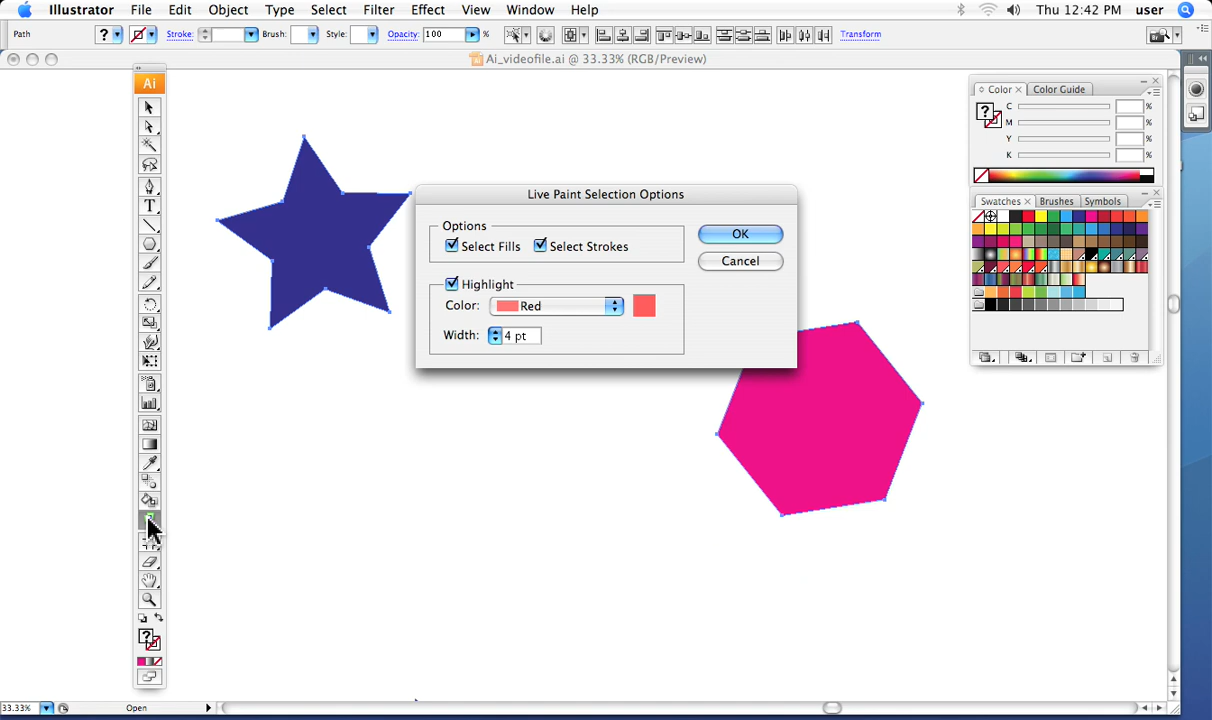 Illustrator File Edit Object Type Select Filter Effect View Window Help Thu 12:42 PM user
Path ? Stroke: Brush: Style: Opacity: 100 % Transform
Ai_videofile.ai @ 33.33% (RGB/Preview)
Ai
Color Color Guide
? C %
M %
Y %
K %
Swatches Brushes Symbols
Live Paint Selection Options
Options
Select Fills Select Strokes
OK
Cancel
Highlight
Color: Red
Width: 4 pt
T
?
33.33% Open